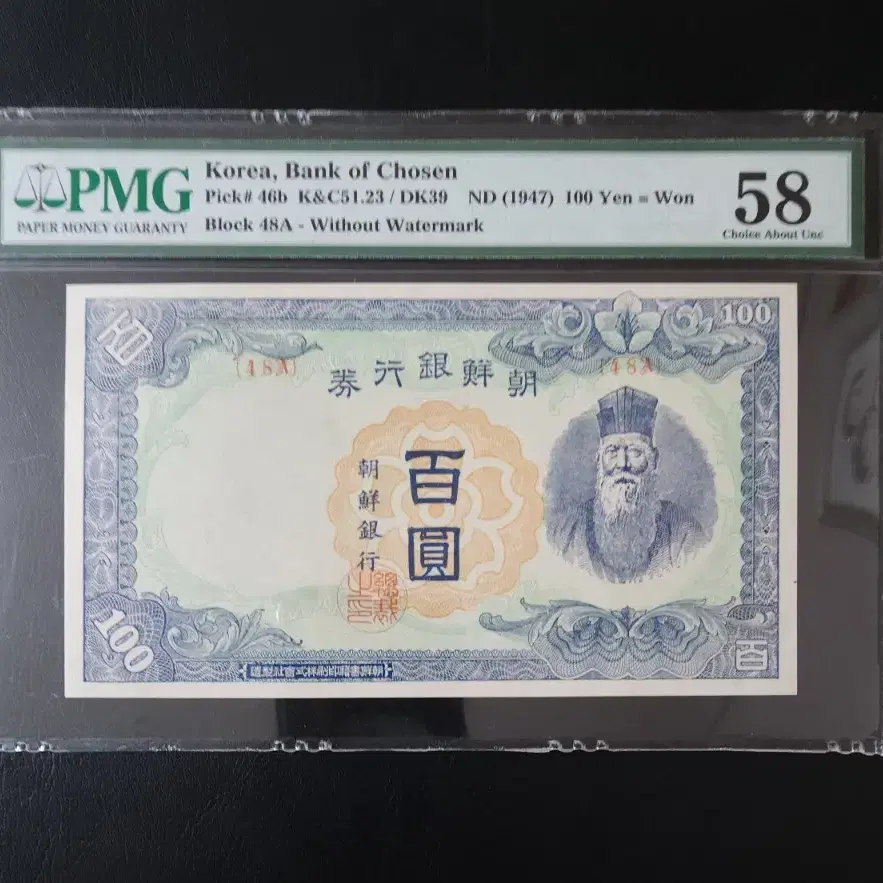 PMG
PAPER MONEY GUARANTY
Korea, Bank of Chosen
Pick# 46b K&C51.23 / DK39 ND (1947) 100 Yen = Won
Block 48A - Without Watermark
58
Choice About Unc
100
{48A}
{48A}
券行銀鮮朝
百圓
朝鮮銀行
100
百